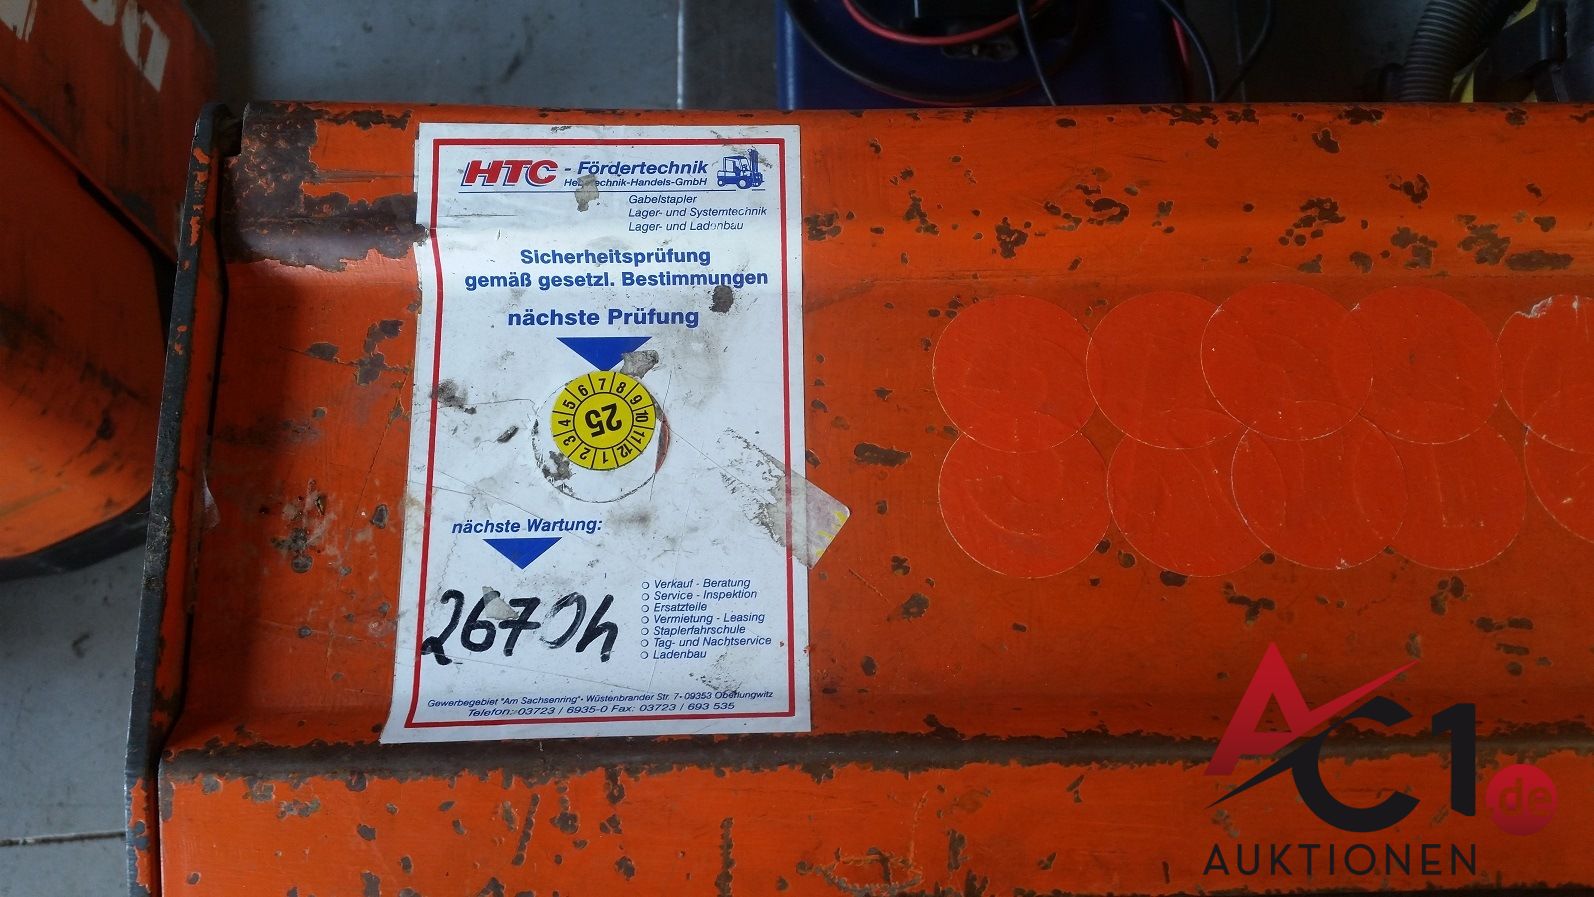 HTC - Fördertechnik
Hebetechnik-Handels-GmbH
Gabelstapler
Lager- und Systemtechnik
Lager- und Ladenbau
Sicherheitsprüfung
gemäß gesetzl. Bestimmungen
nächste Prüfung
1 2 3 4 5 6 7 8 9 10 11 12
25
nächste Wartung:
2670h
Verkauf - Beratung
Service - Inspektion
Ersatzteile
Vermietung - Leasing
Staplerfahrschule
Tag- und Nachtservice
Ladenbau
Gewerbegebiet "Am Sachsenring" · Wüstenbrander Str. 7 · 09353 Oberlungwitz
Telefon: 03723 / 6935-0 Fax: 03723 / 693 535
AC1.de
AUKTIONEN